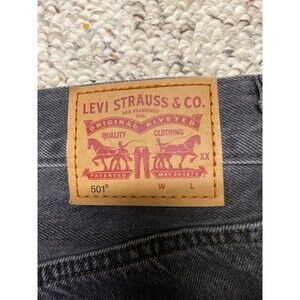 LEVI STRAUSS & CO.
SAN FRANCISCO
CAL.
ORIGINAL RIVETED
QUALITY CLOTHING
XX
PATENTED MAY 20 1873
501® W L